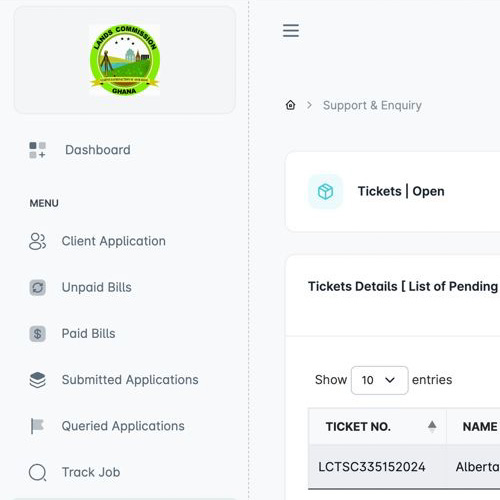 LANDS COMMISSION
GHANA
Dashboard
MENU
Client Application
Unpaid Bills
Paid Bills
Submitted Applications
Queried Applications
Track Job
Support & Enquiry
Tickets | Open
Tickets Details [ List of Pending
Show 10 entries
TICKET NO. NAME
LCTSC335152024 Alberta